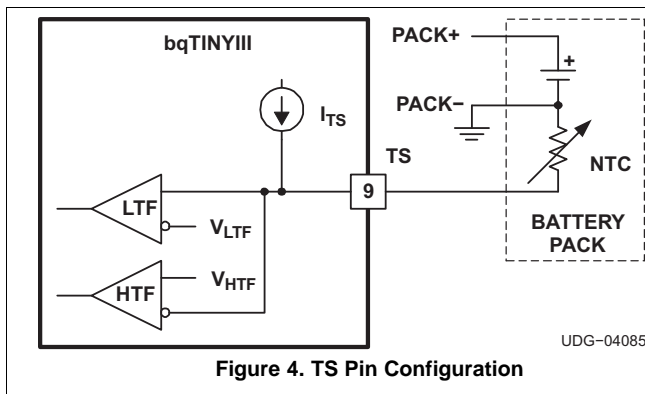 bqTINYIII
PACK+
+
PACK−
I_TS
TS
NTC
9
LTF
V_LTF
BATTERY
PACK
HTF
V_HTF
UDG−04085
Figure 4. TS Pin Configuration